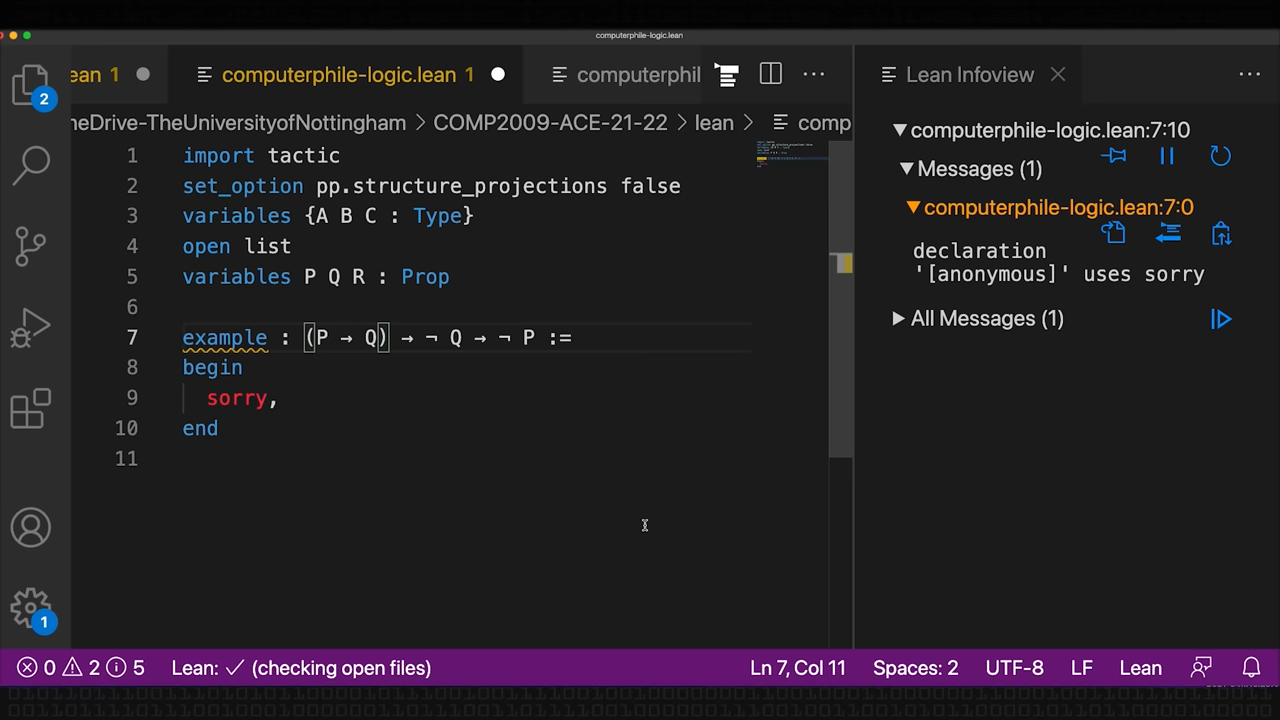 computerphile-logic.lean
2
ean 1
computerphile-logic.lean 1
computerphil
Lean Infoview
neDrive-TheUniversityofNottingham > COMP2009-ACE-21-22 > lean > comp
1 import tactic
2 set_option pp.structure_projections false
3 variables {A B C : Type}
4 open list
5 variables P Q R : Prop
6
7 example : (P → Q) → ¬ Q → ¬ P :=
8 begin
9 sorry,
10 end
11
computerphile-logic.lean:7:10
Messages (1)
computerphile-logic.lean:7:0
declaration
'[anonymous]' uses sorry
All Messages (1)
1
0 2 5 Lean: ✓ (checking open files) Ln 7, Col 11 Spaces: 2 UTF-8 LF Lean